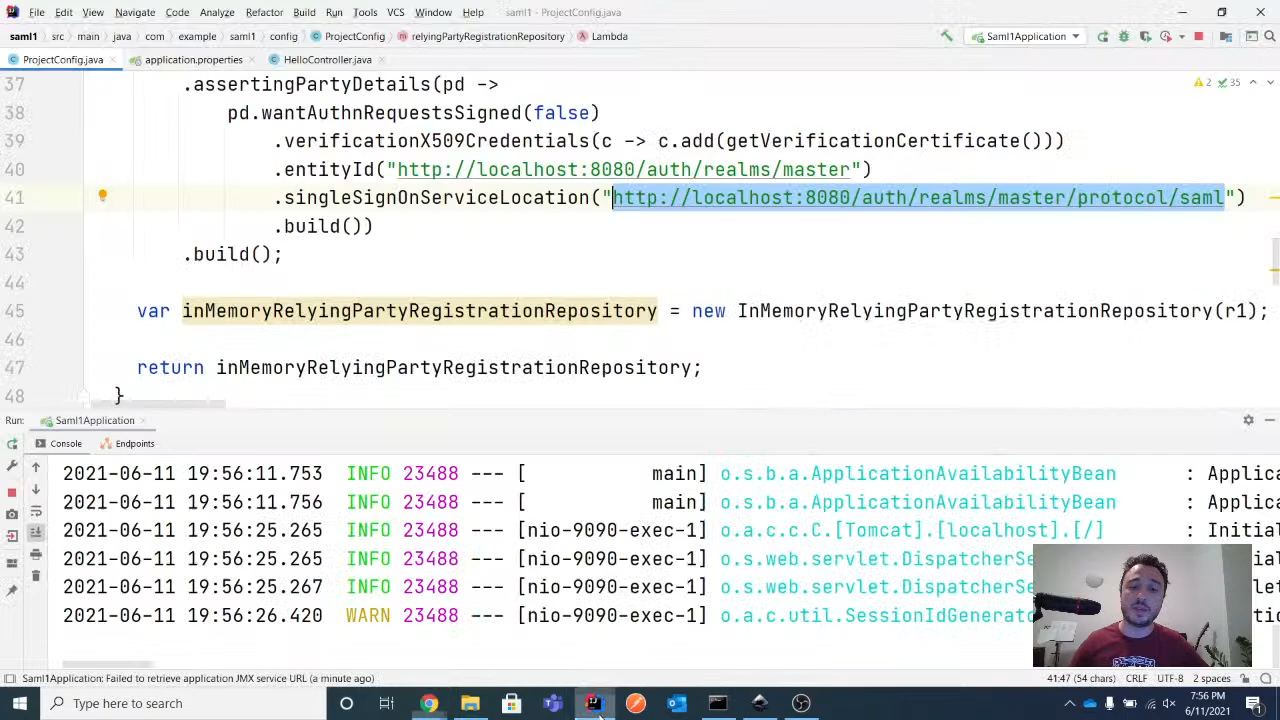 File Edit View Navigate Code Analyze Refactor Build Run Tools VCS Window Help saml1 - ProjectConfig.java
saml1 src main java com example saml1 config ProjectConfig relyingPartyRegistrationRepository Lambda Saml1Application
ProjectConfig.java application.properties HelloController.java
2 35
37 .assertingPartyDetails(pd ->
38 pd.wantAuthnRequestsSigned(false)
39 .verificationX509Credentials(c -> c.add(getVerificationCertificate()))
40 .entityId("http://localhost:8080/auth/realms/master")
41 .singleSignOnServiceLocation("http://localhost:8080/auth/realms/master/protocol/saml")
42 .build())
43 .build();
44
45 var inMemoryRelyingPartyRegistrationRepository = new InMemoryRelyingPartyRegistrationRepository(r1);
46
47 return inMemoryRelyingPartyRegistrationRepository;
48 }
Run: Saml1Application
Console Endpoints
2021-06-11 19:56:11.753 INFO 23488 --- [ main] o.s.b.a.ApplicationAvailabilityBean : Applica
2021-06-11 19:56:11.756 INFO 23488 --- [ main] o.s.b.a.ApplicationAvailabilityBean : Applica
2021-06-11 19:56:25.265 INFO 23488 --- [nio-9090-exec-1] o.a.c.c.C.[Tomcat].[localhost].[/] : Initial
2021-06-11 19:56:25.265 INFO 23488 --- [nio-9090-exec-1] o.s.web.servlet.DispatcherSe
2021-06-11 19:56:25.267 INFO 23488 --- [nio-9090-exec-1] o.s.web.servlet.DispatcherSe
2021-06-11 19:56:26.420 WARN 23488 --- [nio-9090-exec-1] o.a.c.util.SessionIdGenerato
Saml1Application: Failed to retrieve application JMX service URL (a minute ago) 41:47 (54 chars) CRLF UTF-8 2 spaces
Type here to search 7:56 PM
6/11/2021